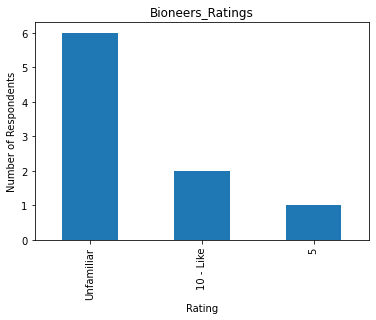 Bioneers_Ratings
Number of Respondents
6
5
4
3
2
1
0
Unfamiliar
10 - Like
5
Rating